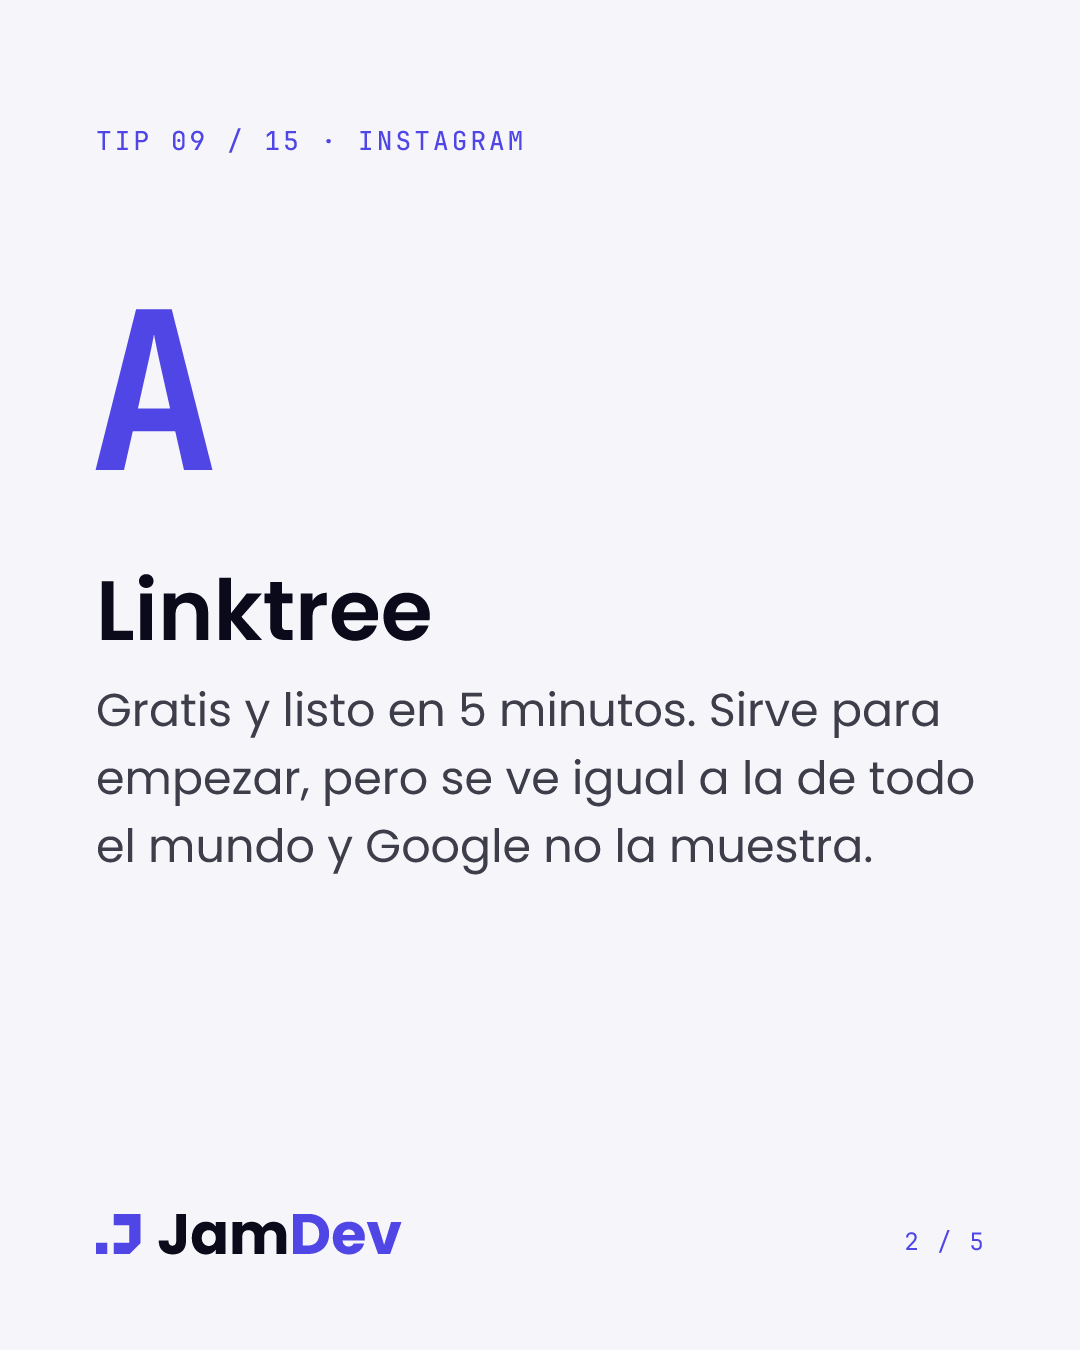 TIP 09 / 15 · INSTAGRAM
A
Linktree
Gratis y listo en 5 minutos. Sirve para
empezar, pero se ve igual a la de todo
el mundo y Google no la muestra.
JamDev
2 / 5